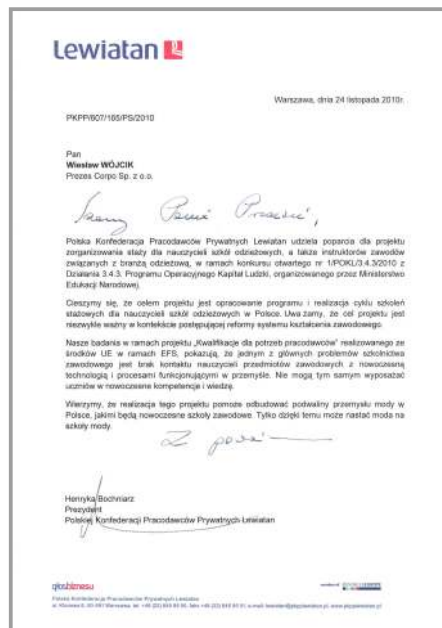 Lewiatan
Warszawa, dnia 24 listopada 2010r.
PKPP/607/165/PS/2010
Pan
Wiesław WÓJCIK
Prezes Corpo Sp. z o.o.
Szanowny Panie Prezesie,
Polska Konfederacja Pracodawców Prywatnych Lewiatan udziela poparcia dla projektu
zorganizowania staży dla nauczycieli szkół odzieżowych, a także instruktorów zawodów
związanych z branżą odzieżową, w ramach konkursu otwartego nr 1/POKL/3.4.3/2010 z
Działania 3.4.3. Programu Operacyjnego Kapitał Ludzki, organizowanego przez Ministerstwo
Edukacji Narodowej.
Cieszymy się, że celem projektu jest opracowanie programu i realizacja cyklu szkoleń
stażowych dla nauczycieli szkół odzieżowych w Polsce. Uważamy, że cel projektu jest
niezwykle ważny w kontekście postępującej reformy systemu kształcenia zawodowego.
Nasze badania w ramach projektu „Kwalifikacje dla potrzeb pracodawców" realizowanego ze
środków UE w ramach EFS, pokazują, że jednym z głównych problemów szkolnictwa
zawodowego jest brak kontaktu nauczycieli przedmiotów zawodowych z nowoczesną
technologią i procesami funkcjonującymi w przemyśle. Nie mogą tym samym wyposażać
uczniów w nowoczesne kompetencje i wiedzę.
Wierzymy, że realizacja tego projektu pomoże odbudować podwaliny przemysłu mody w
Polsce, jakimi będą nowoczesne szkoły zawodowe. Tylko dzięki temu może nastać moda na
szkoły mody.
Henryka Bochniarz
Prezydent
Polskiej Konfederacji Pracodawców Prywatnych Lewiatan
głosbiznesu
Polska Konfederacja Pracodawców Prywatnych Lewiatan